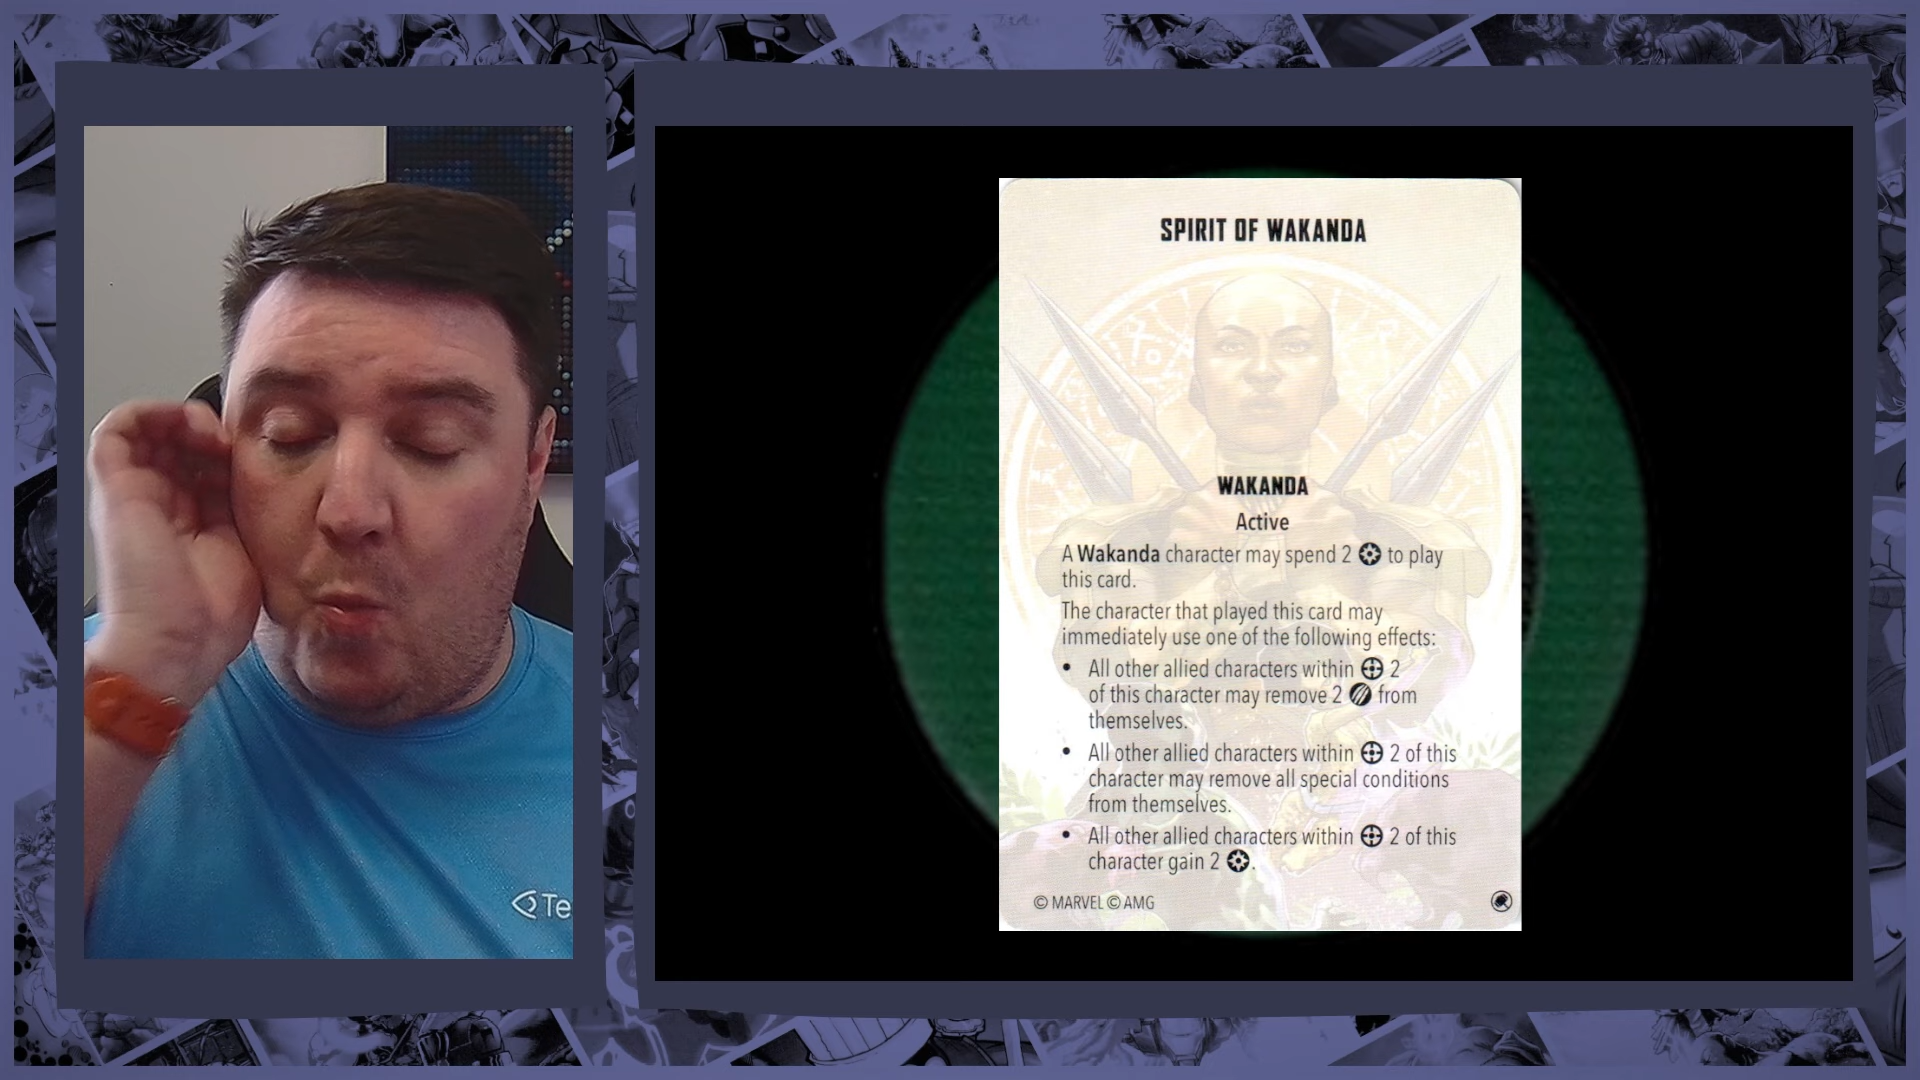 SPIRIT OF WAKANDA
WAKANDA
Active
A Wakanda character may spend 2 to play
this card.
The character that played this card may
immediately use one of the following effects:
• All other allied characters within 2
of this character may remove 2 from
themselves.
• All other allied characters within 2 of this
character may remove all special conditions
from themselves.
• All other allied characters within 2 of this
character gain 2 .
© MARVEL © AMG
Te